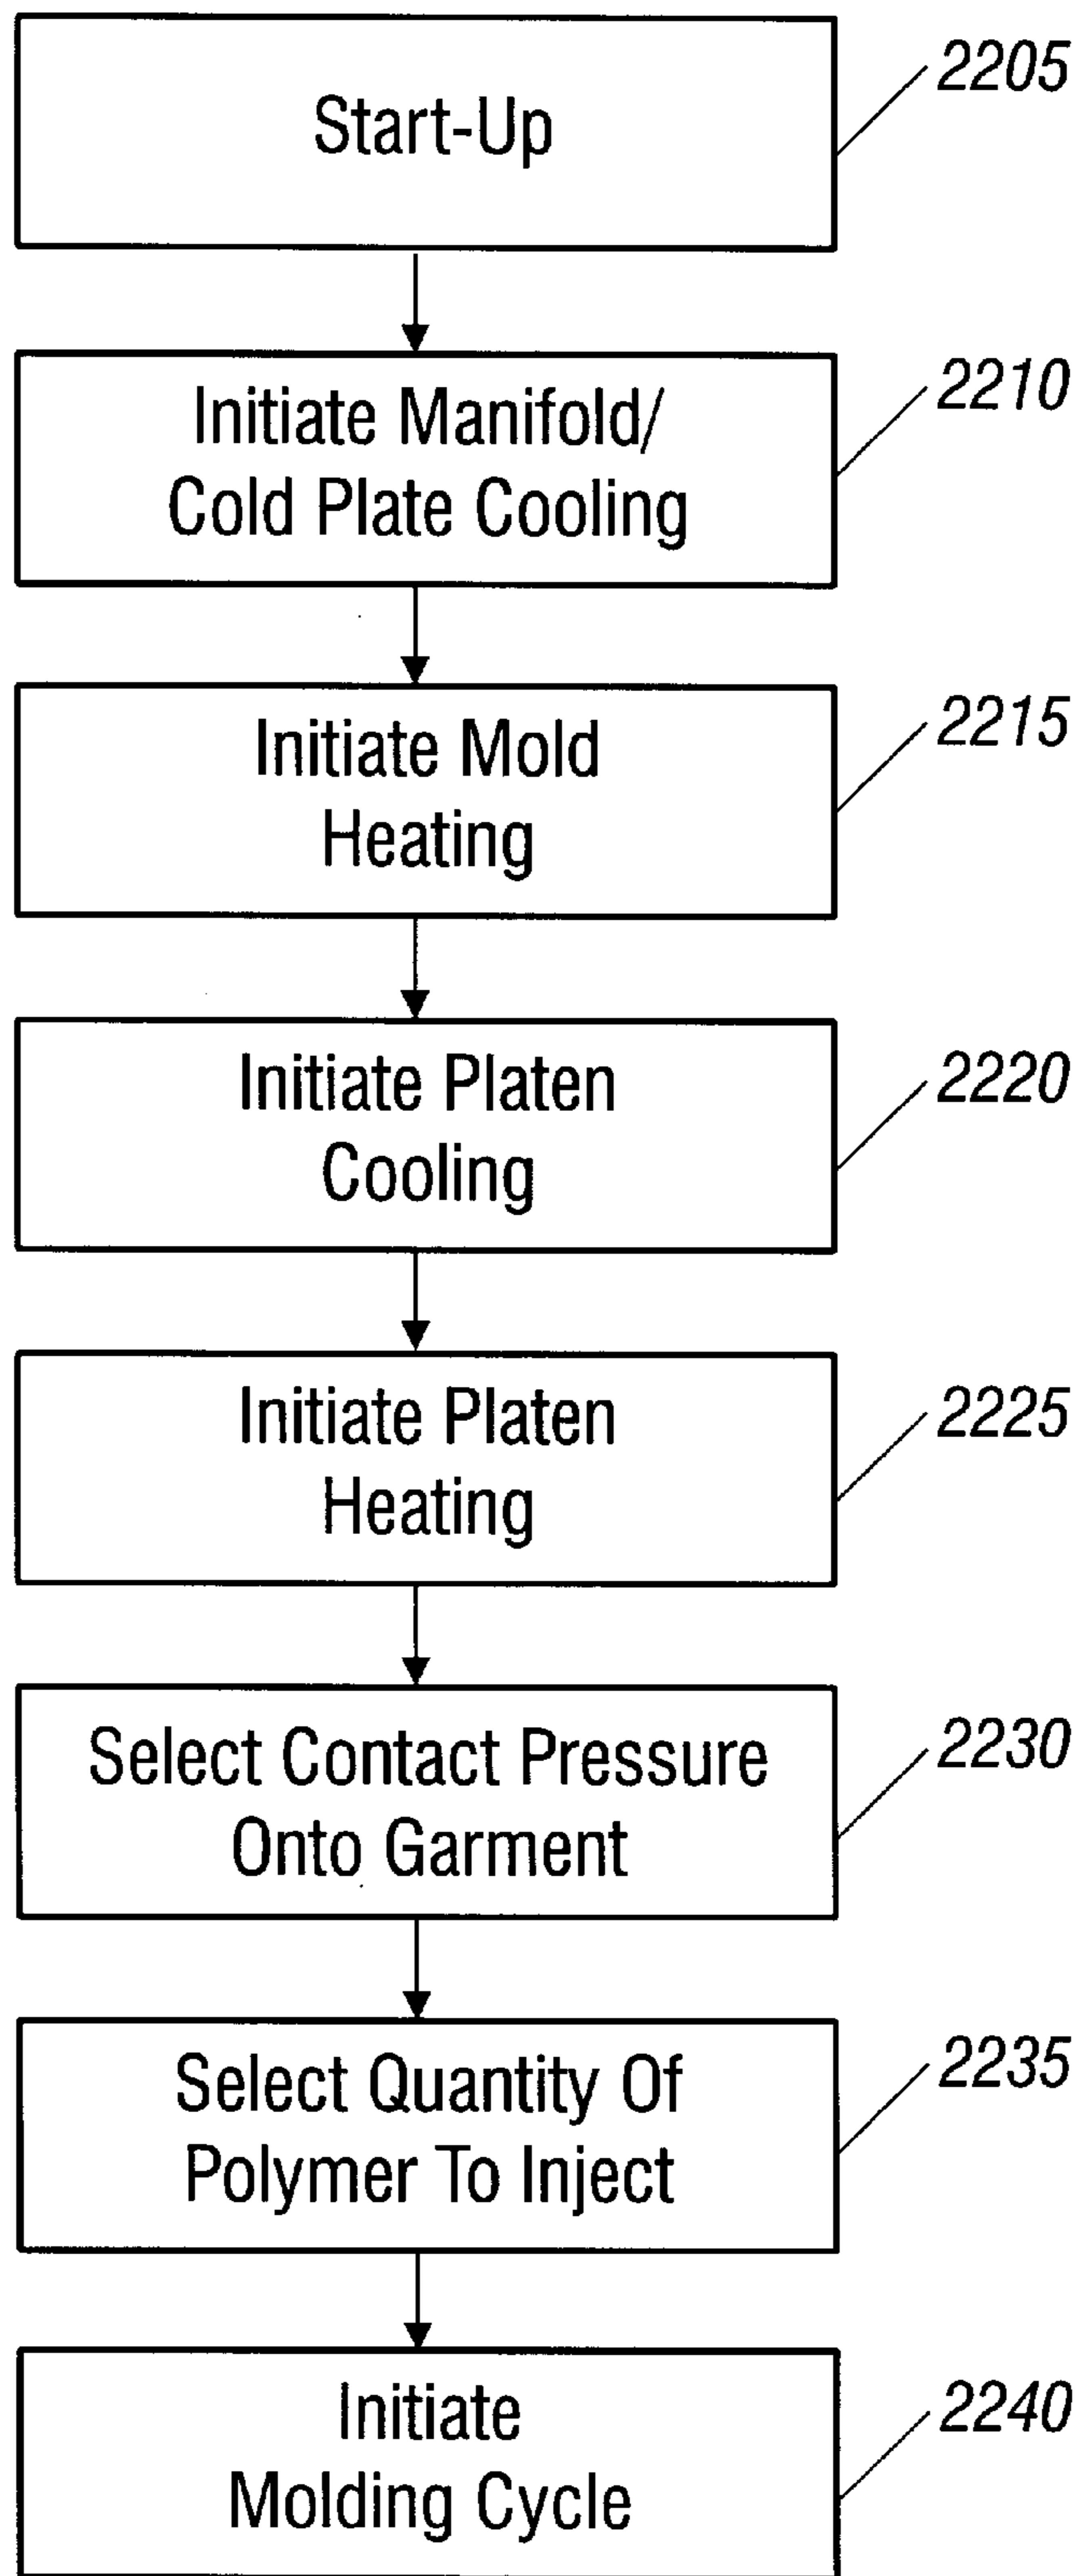 Start-Up
2205
Initiate Manifold/
Cold Plate Cooling
2210
Initiate Mold
Heating
2215
Initiate Platen
Cooling
2220
Initiate Platen
Heating
2225
Select Contact Pressure
Onto Garment
2230
Select Quantity Of
Polymer To Inject
2235
Initiate
Molding Cycle
2240